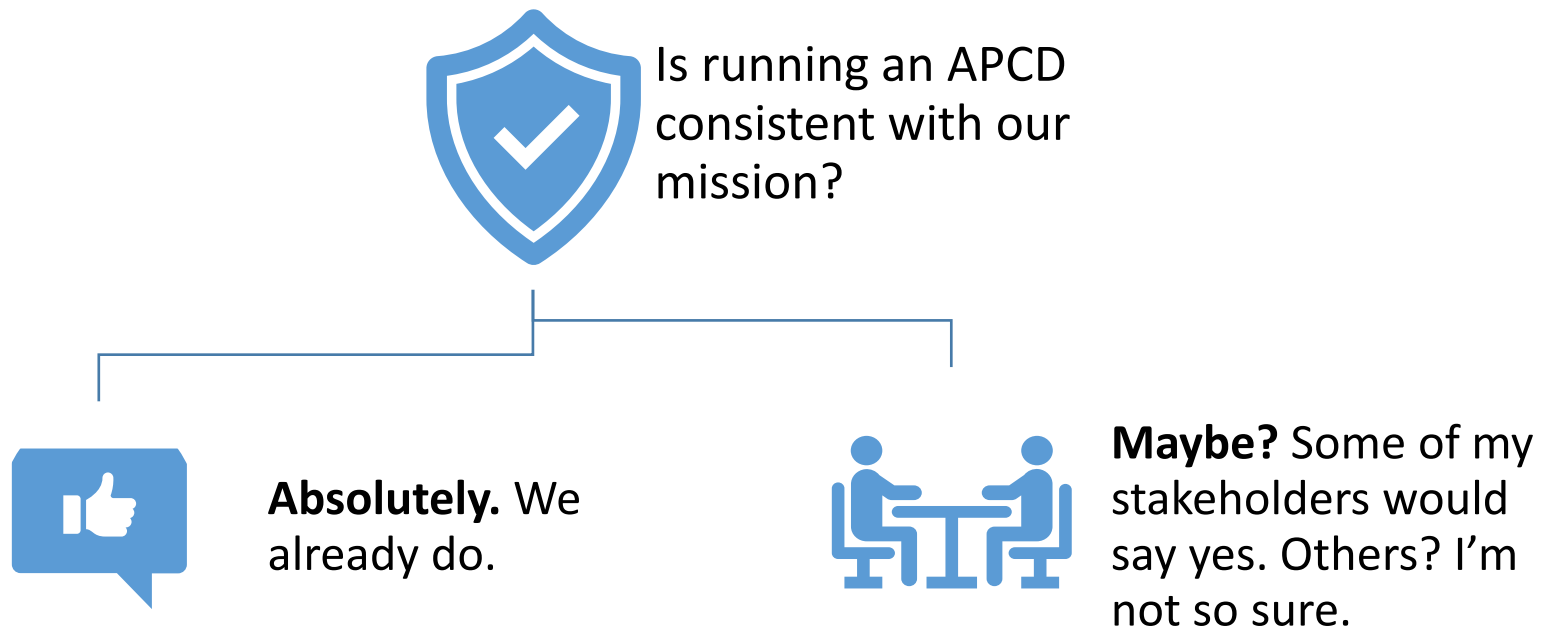 Is running an APCD
consistent with our
mission?
Absolutely. We
already do.
Maybe? Some of my
stakeholders would
say yes. Others? I’m
not so sure.